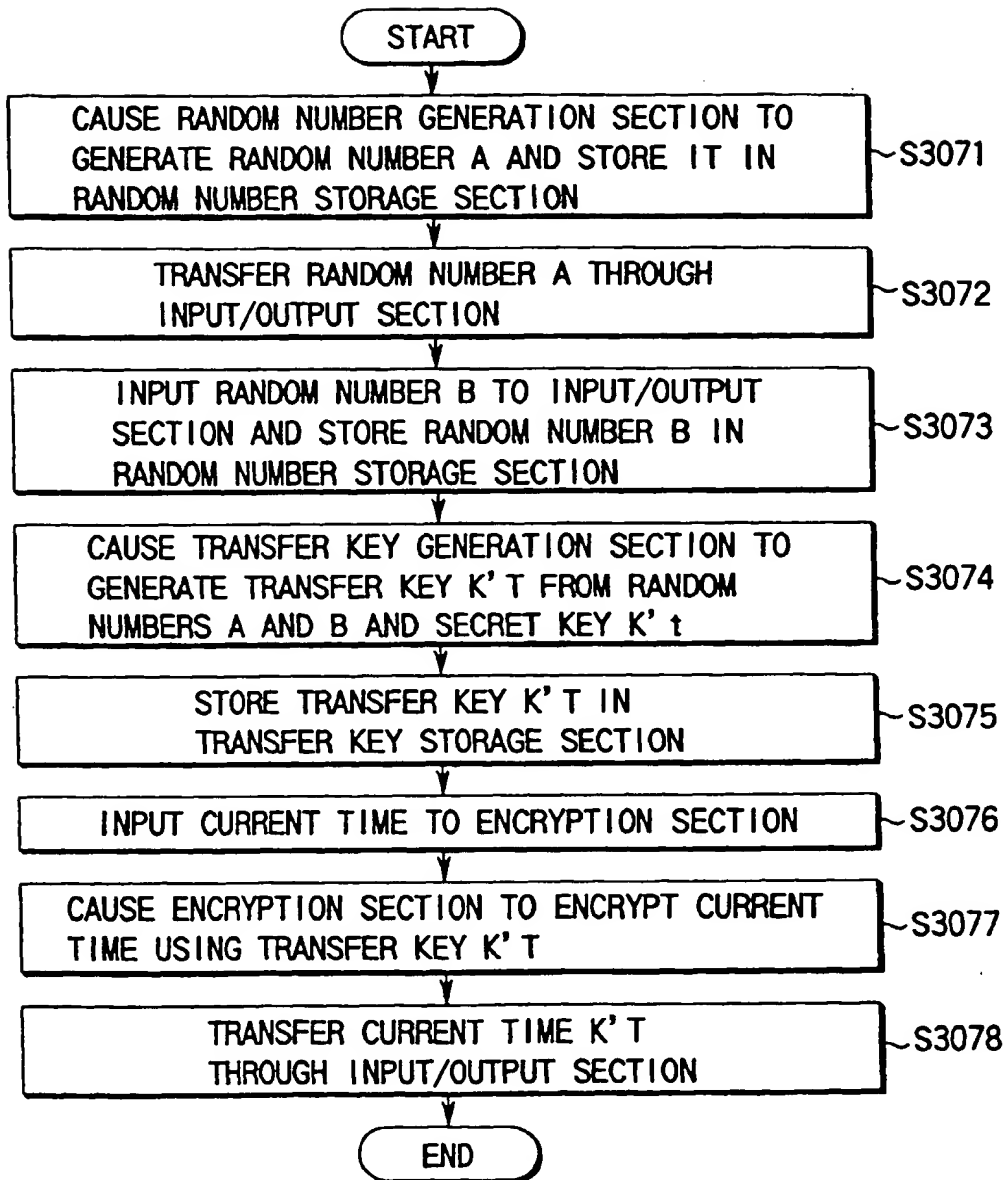 START
CAUSE RANDOM NUMBER GENERATION SECTION TO
GENERATE RANDOM NUMBER A AND STORE IT IN
RANDOM NUMBER STORAGE SECTION
S3071
TRANSFER RANDOM NUMBER A THROUGH
INPUT/OUTPUT SECTION
S3072
INPUT RANDOM NUMBER B TO INPUT/OUTPUT
SECTION AND STORE RANDOM NUMBER B IN
RANDOM NUMBER STORAGE SECTION
S3073
CAUSE TRANSFER KEY GENERATION SECTION TO
GENERATE TRANSFER KEY K'T FROM RANDOM
NUMBERS A AND B AND SECRET KEY K't
S3074
STORE TRANSFER KEY K'T IN
TRANSFER KEY STORAGE SECTION
S3075
INPUT CURRENT TIME TO ENCRYPTION SECTION
S3076
CAUSE ENCRYPTION SECTION TO ENCRYPT CURRENT
TIME USING TRANSFER KEY K'T
S3077
TRANSFER CURRENT TIME K'T
THROUGH INPUT/OUTPUT SECTION
S3078
END